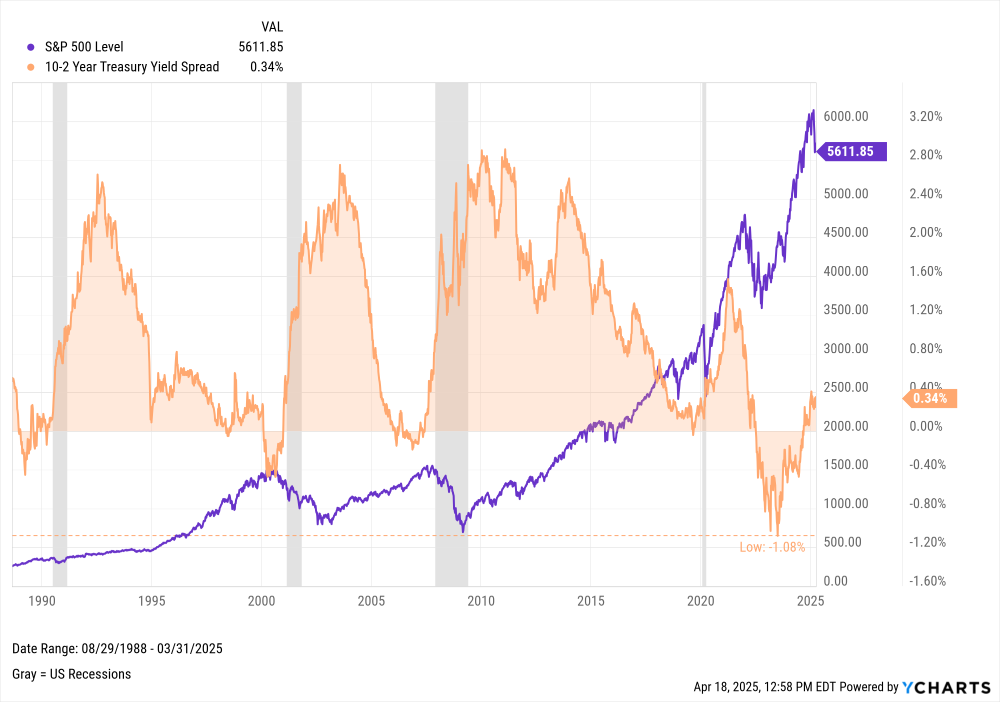 VAL
S&P 500 Level 5611.85
10-2 Year Treasury Yield Spread 0.34%
6000.00 3.20%
5611.85
2.80%
5000.00 2.40%
4500.00 2.00%
4000.00 1.60%
3500.00 1.20%
3000.00 0.80%
2500.00 0.40%
0.34%
2000.00 0.00%
1500.00 -0.40%
1000.00 -0.80%
500.00 -1.20%
Low: -1.08%
0.00 -1.60%
1990 1995 2000 2005 2010 2015 2020 2025
Date Range: 08/29/1988 - 03/31/2025
Gray = US Recessions
Apr 18, 2025, 12:58 PM EDT Powered by YCHARTS